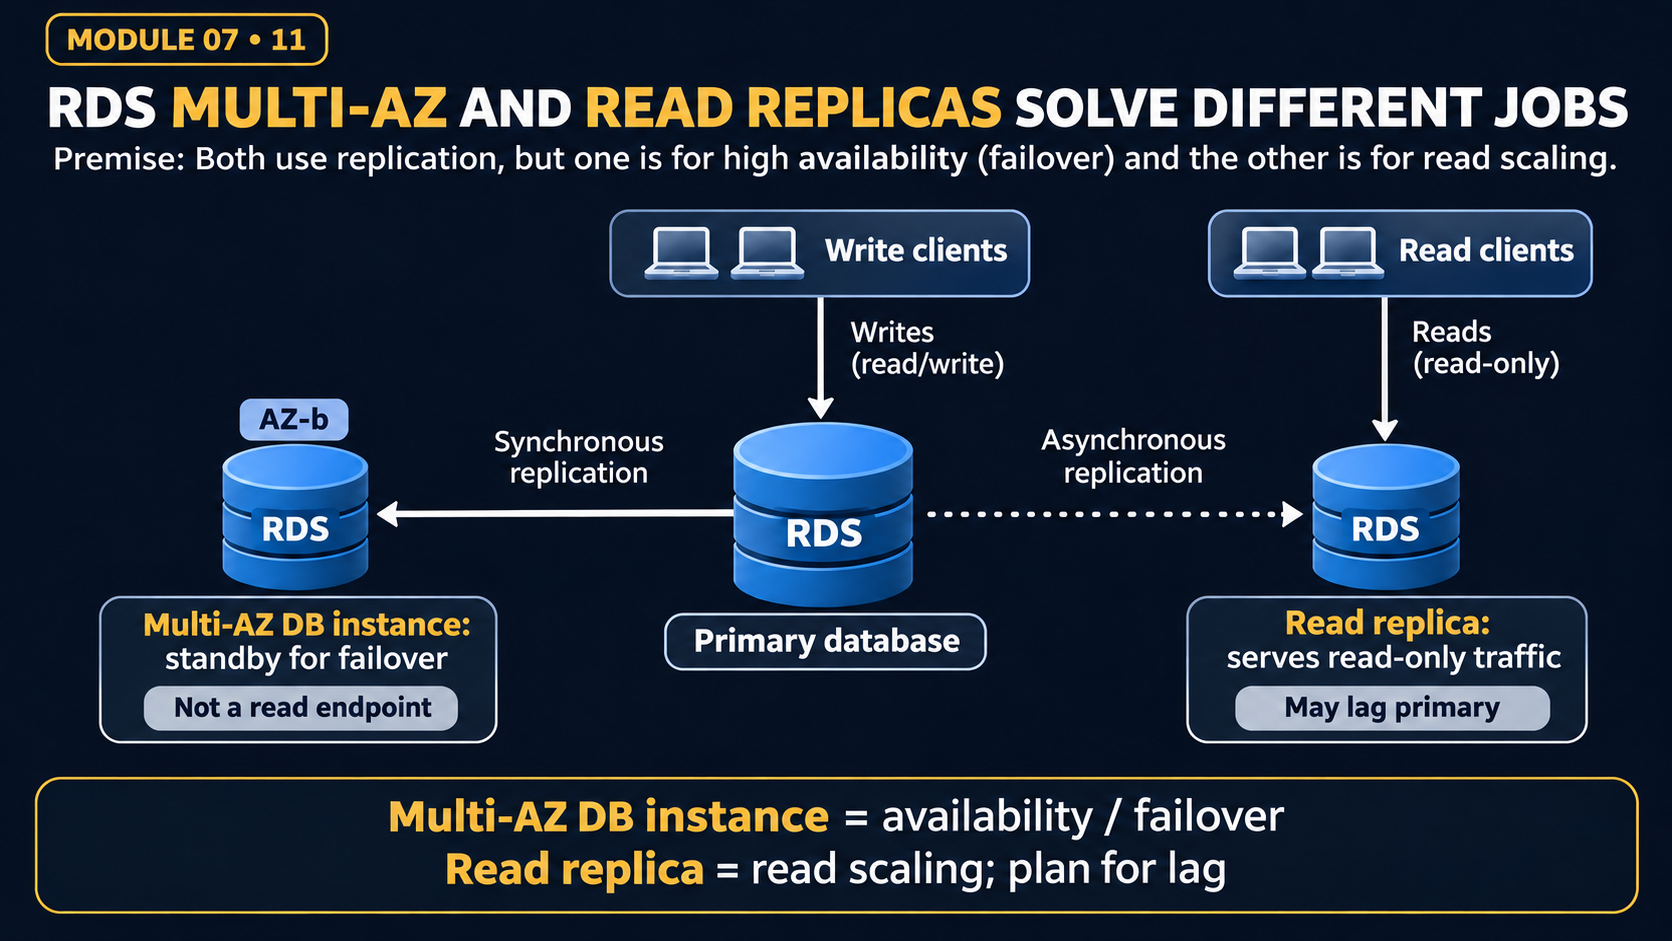 MODULE 07 • 11
RDS MULTI-AZ AND READ REPLICAS SOLVE DIFFERENT JOBS
Premise: Both use replication, but one is for high availability (failover) and the other is for read scaling.
Write clients
Read clients
Writes
(read/write)
Reads
(read-only)
AZ-b
Synchronous
replication
Asynchronous
replication
RDS
RDS
RDS
Multi-AZ DB instance:
standby for failover
Not a read endpoint
Primary database
Read replica:
serves read-only traffic
May lag primary
Multi-AZ DB instance = availability / failover
Read replica = read scaling; plan for lag